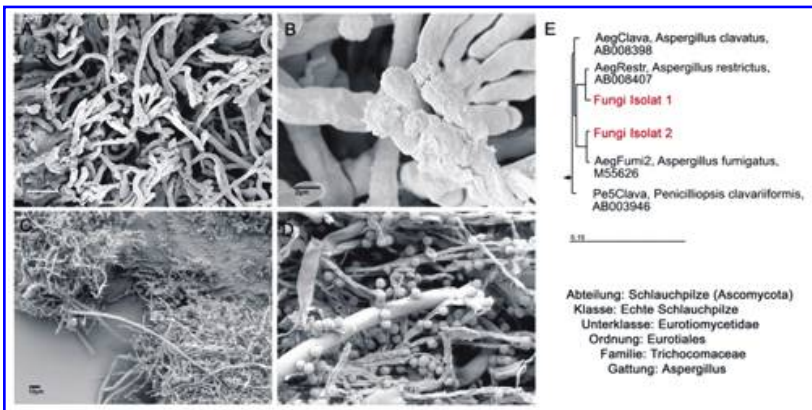 A
B
C
D
E
AegClava, Aspergillus clavatus,
AB008398
AegRestr, Aspergillus restrictus,
AB008407
Fungi Isolat 1
Fungi Isolat 2
AegFumi2, Aspergillus fumigatus,
M55626
Pe5Clava, Penicilliopsis clavariiformis,
AB003946
Abteilung: Schlauchpilze (Ascomycota)
Klasse: Echte Schlauchpilze
Unterklasse: Eurotiomycetidae
Ordnung: Eurotiales
Familie: Trichocomaceae
Gattung: Aspergillus